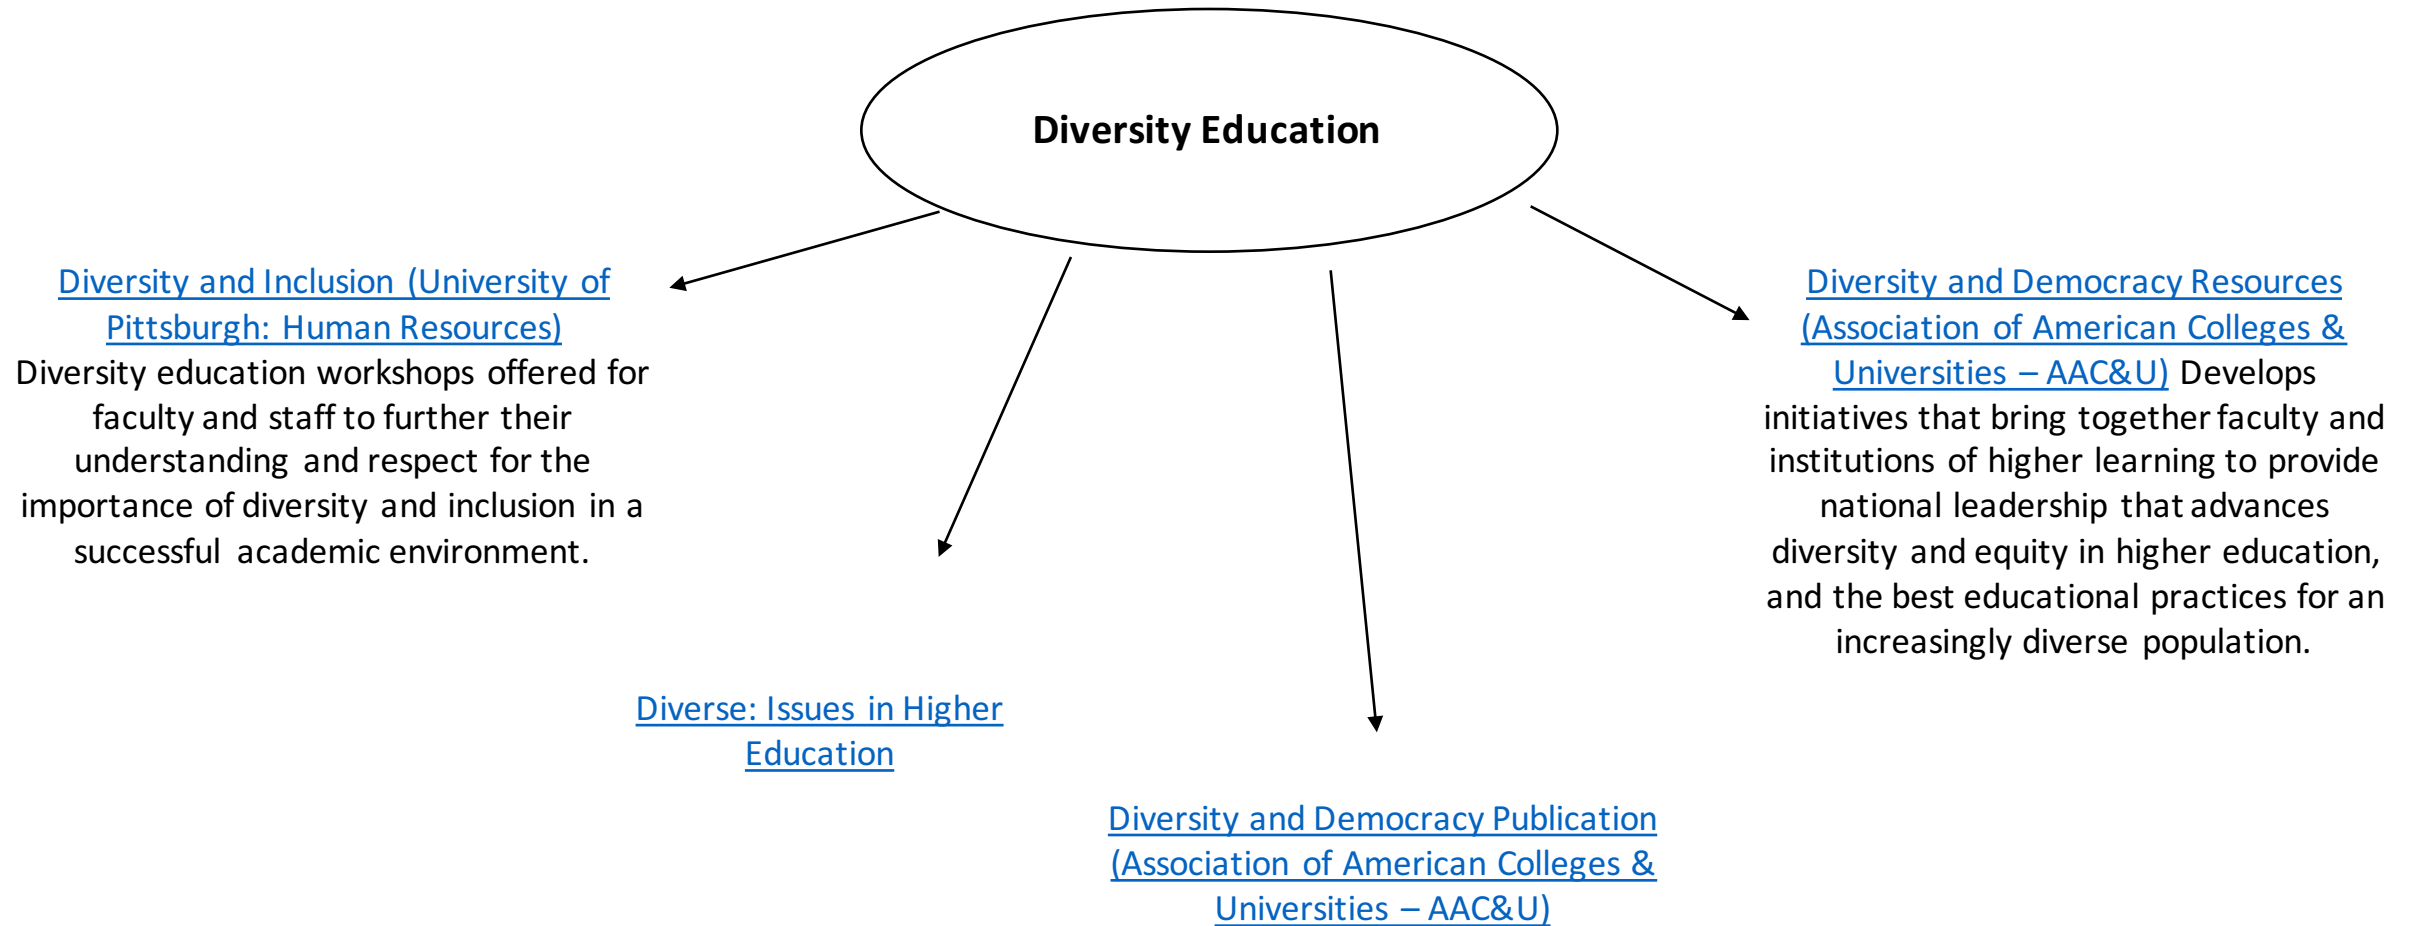 Diversity Education
Diversity and Inclusion (University of
Pittsburgh: Human Resources)
Diversity education workshops offered for
faculty and staff to further their
understanding and respect for the
importance of diversity and inclusion in a
successful academic environment.
Diverse: Issues in Higher
Education
Diversity and Democracy Publication
(Association of American Colleges &
Universities – AAC&U)
Diversity and Democracy Resources
(Association of American Colleges &
Universities – AAC&U) Develops
initiatives that bring together faculty and
institutions of higher learning to provide
national leadership that advances
diversity and equity in higher education,
and the best educational practices for an
increasingly diverse population.